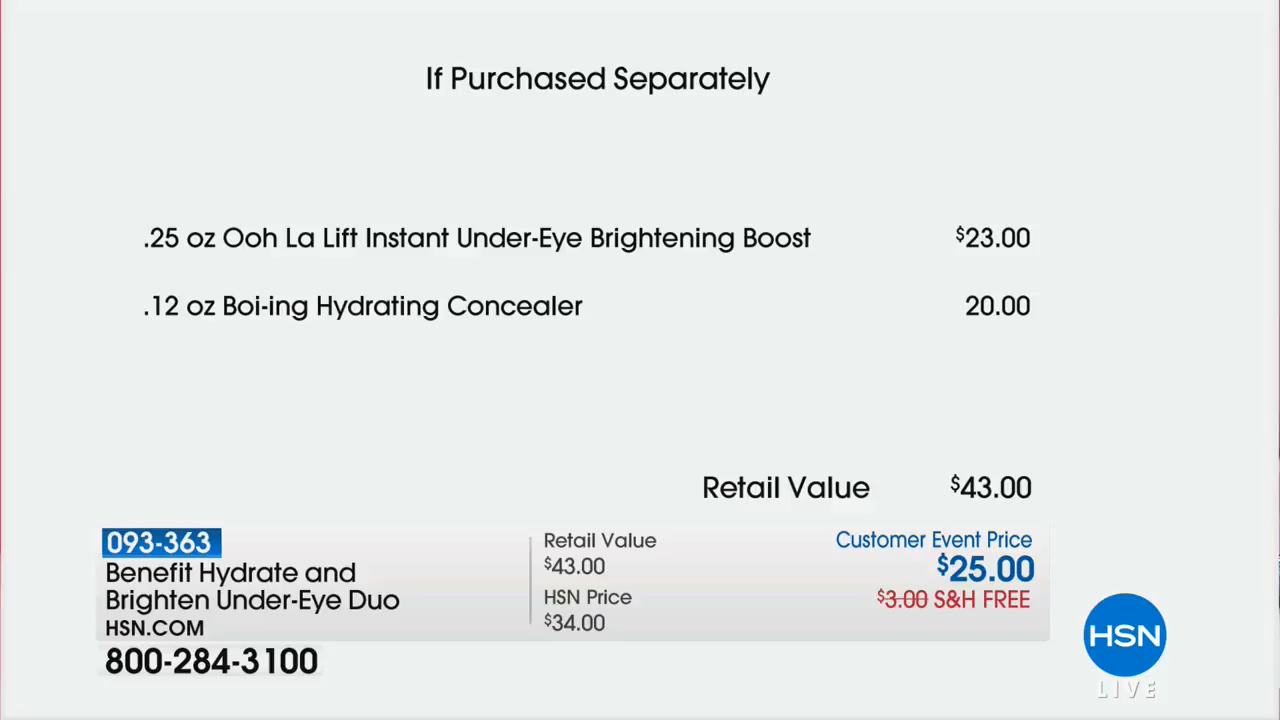 If Purchased Separately
.25 oz Ooh La Lift Instant Under-Eye Brightening Boost $23.00
.12 oz Boi-ing Hydrating Concealer 20.00
Retail Value $43.00
093-363
Benefit Hydrate and
Brighten Under-Eye Duo
HSN.COM
800-284-3100
Retail Value
$43.00
HSN Price
$34.00
Customer Event Price
$25.00
$3.00 S&H FREE
HSN
LIVE